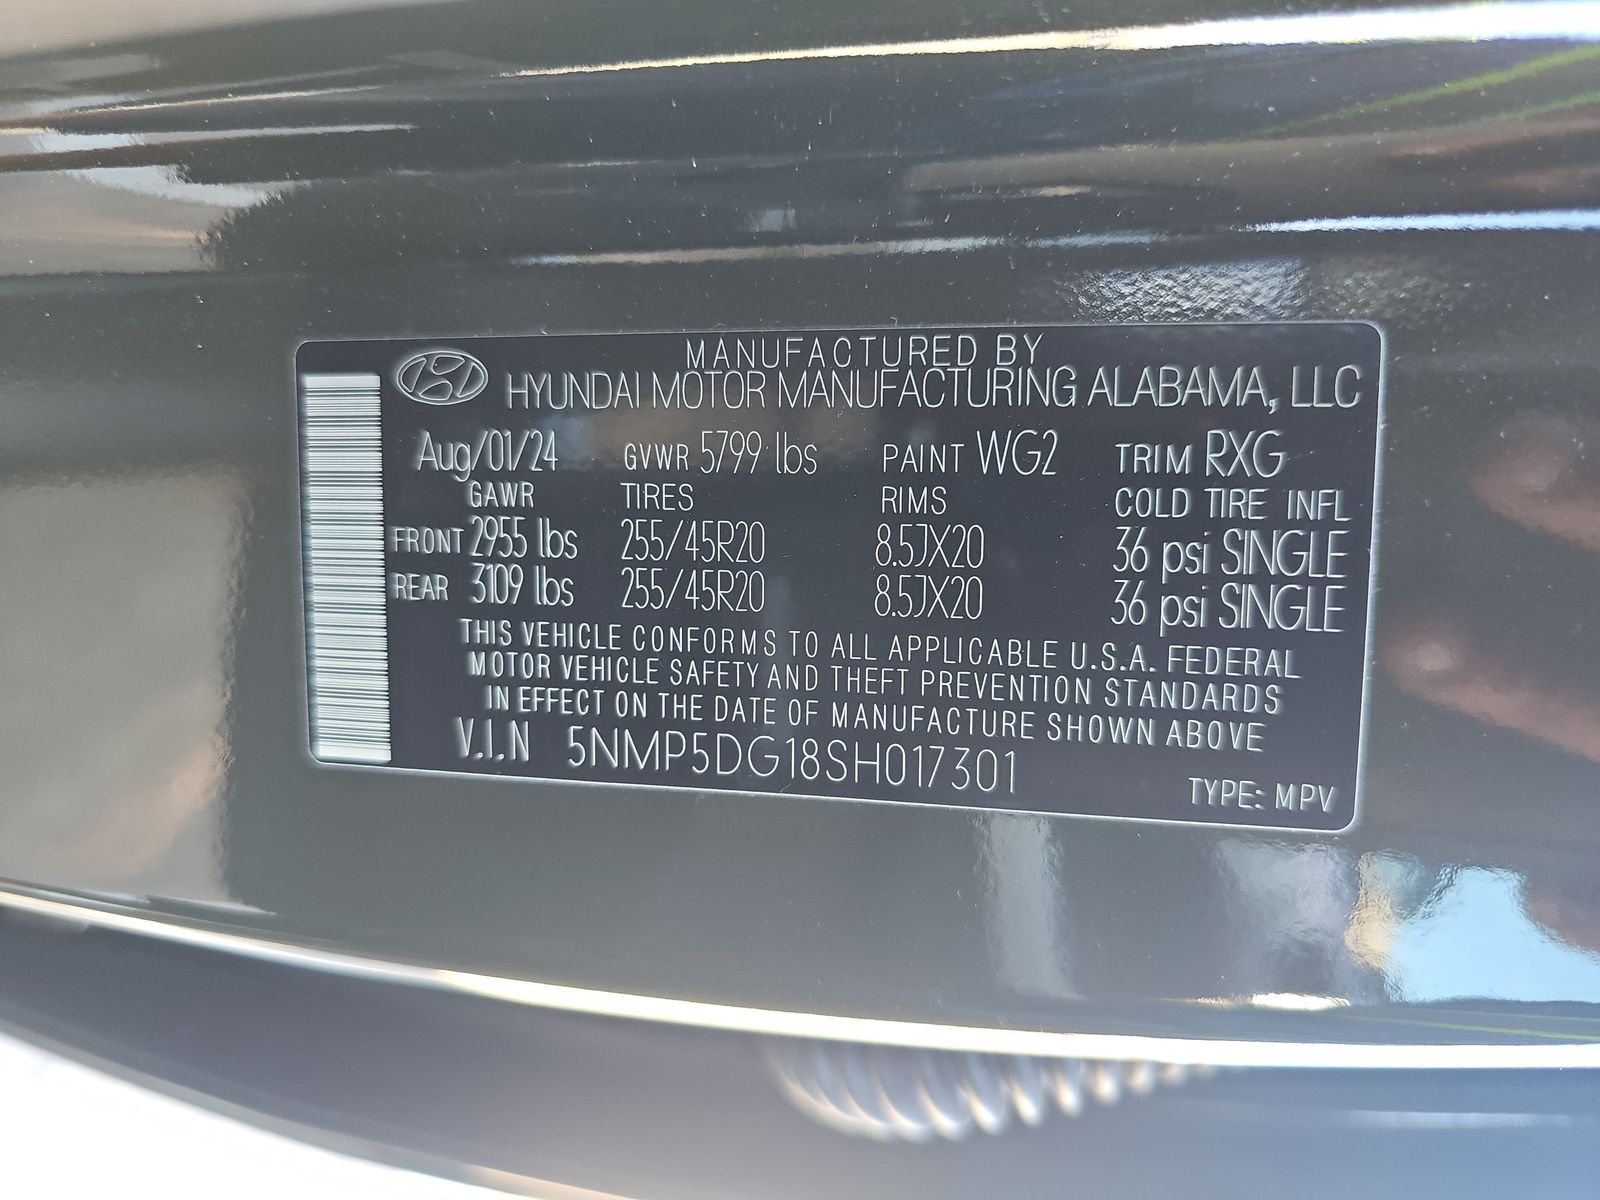 MANUFACTURED BY
HYUNDAI MOTOR MANUFACTURING ALABAMA, LLC
Aug/01/24 GVWR 5799 lbs PAINT WG2 TRIM RXG
GAWR TIRES RIMS COLD TIRE INFL
FRONT 2955 lbs 255/45R20 8.5JX20 36 psi SINGLE
REAR 3109 lbs 255/45R20 8.5JX20 36 psi SINGLE
THIS VEHICLE CONFORMS TO ALL APPLICABLE U.S.A. FEDERAL
MOTOR VEHICLE SAFETY AND THEFT PREVENTION STANDARDS
IN EFFECT ON THE DATE OF MANUFACTURE SHOWN ABOVE
V.I.N 5NMP5DG18SH017301
TYPE: MPV